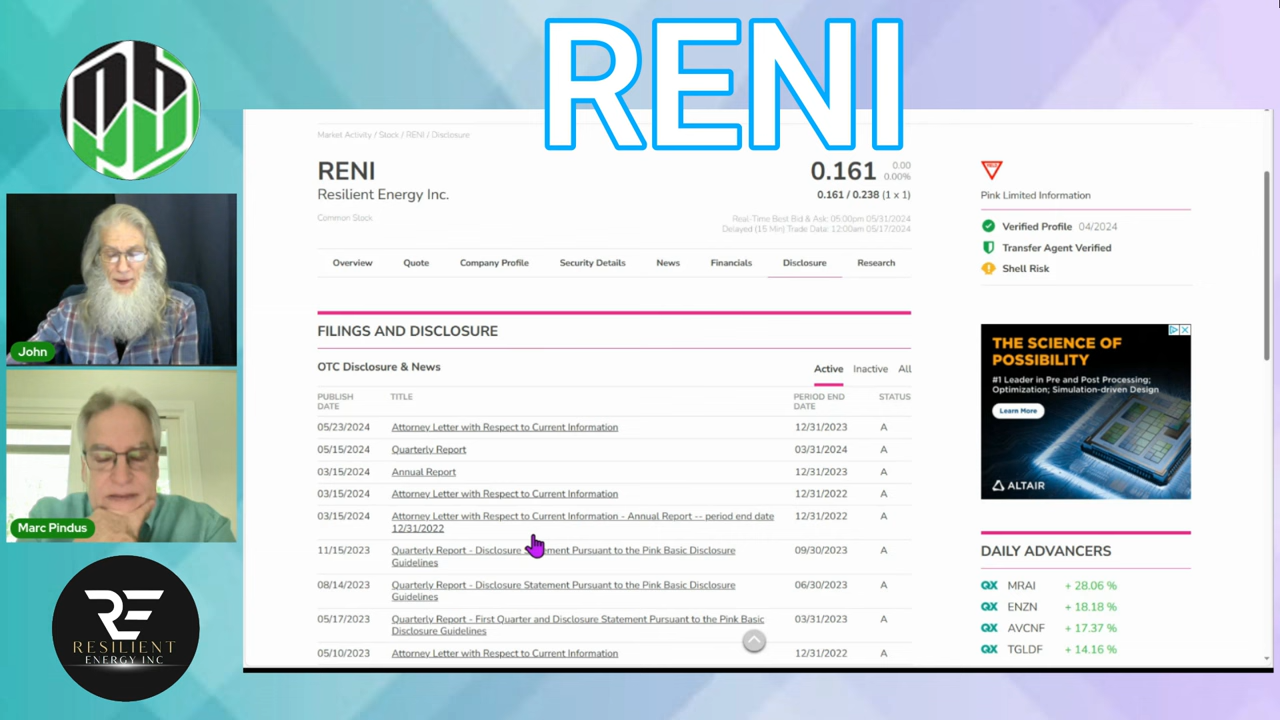 RENI
Market Activity / Stock / RENI / Disclosure
RENI
Resilient Energy Inc.
Common Stock
0.161
0.00
0.00%
0.161 / 0.238 (1 x 1)
Real-Time Best Bid & Ask: 05:00pm 05/31/2024
Delayed (15 Min) Trade Data: 12:00am 05/17/2024
Overview Quote Company Profile Security Details News Financials Disclosure Research
FILINGS AND DISCLOSURE
OTC Disclosure & News
Active Inactive All
PUBLISH DATE TITLE PERIOD END DATE STATUS
05/23/2024 Attorney Letter with Respect to Current Information 12/31/2023 A
05/15/2024 Quarterly Report 03/31/2024 A
03/15/2024 Annual Report 12/31/2023 A
03/15/2024 Attorney Letter with Respect to Current Information 12/31/2022 A
03/15/2024 Attorney Letter with Respect to Current Information - Annual Report -- period end date 12/31/2022 A
12/31/2022
11/15/2023 Quarterly Report - Disclosure Pursuant to the Pink Basic Disclosure 09/30/2023 A
Guidelines
08/14/2023 Quarterly Report - Disclosure Statement Pursuant to the Pink Basic Disclosure 06/30/2023 A
Guidelines
05/17/2023 Quarterly Report - First Quarter and Disclosure Statement Pursuant to the Pink Basic 03/31/2023 A
Disclosure Guidelines
05/10/2023 Attorney Letter with Respect to Current Information 12/31/2022 A
Pink Limited Information
Verified Profile 04/2024
Transfer Agent Verified
Shell Risk
THE SCIENCE OF
POSSIBILITY
#1 Leader in Pre and Post Processing;
Optimization; Simulation-driven Design
Learn More
ALTAIR
DAILY ADVANCERS
QX MRAI + 28.06 %
QX ENZN + 18.18 %
QX AVCNF + 17.37 %
QX TGLDF + 14.16 %
John
Marc Pindus
RE
RESILIENT
ENERGY INC